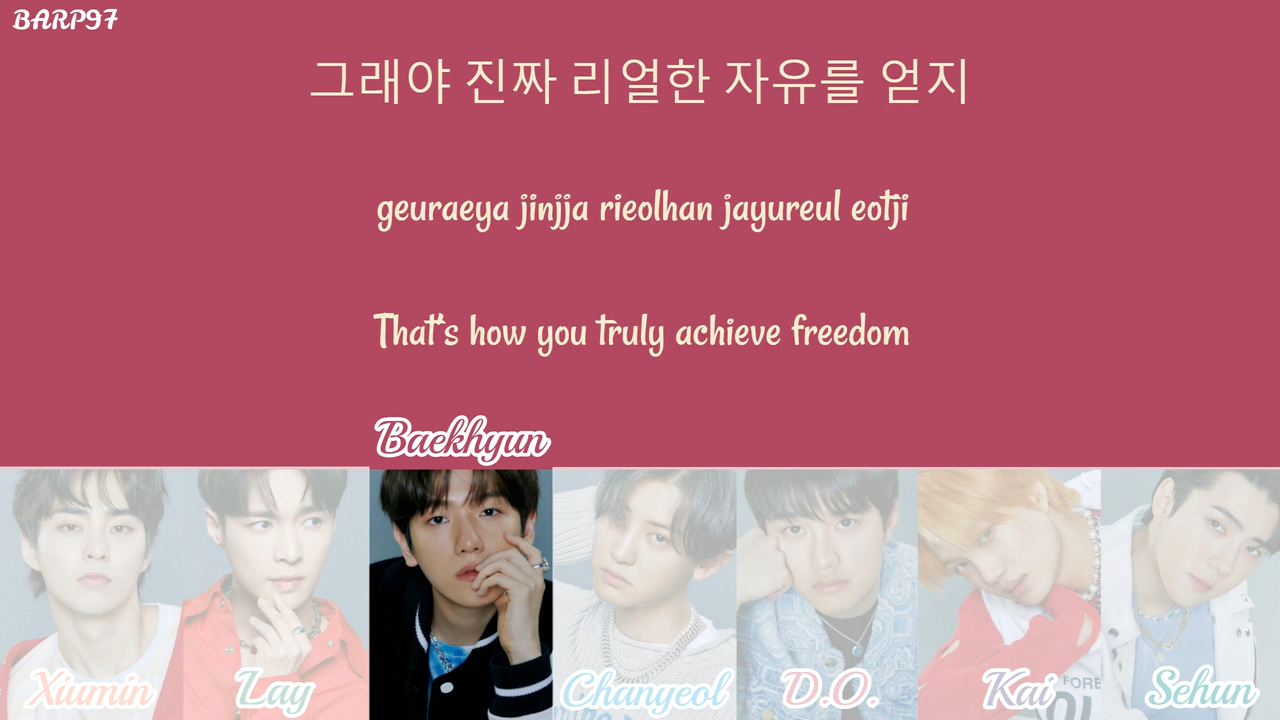 BARP97
그래야 진짜 리얼한 자유를 얻지
geuraeya jinjja rieolhan jayureul eotji
That's how you truly achieve freedom
Baekhyun
Xiumin Lay Chanyeol D.O. Kai Sehun
FORE